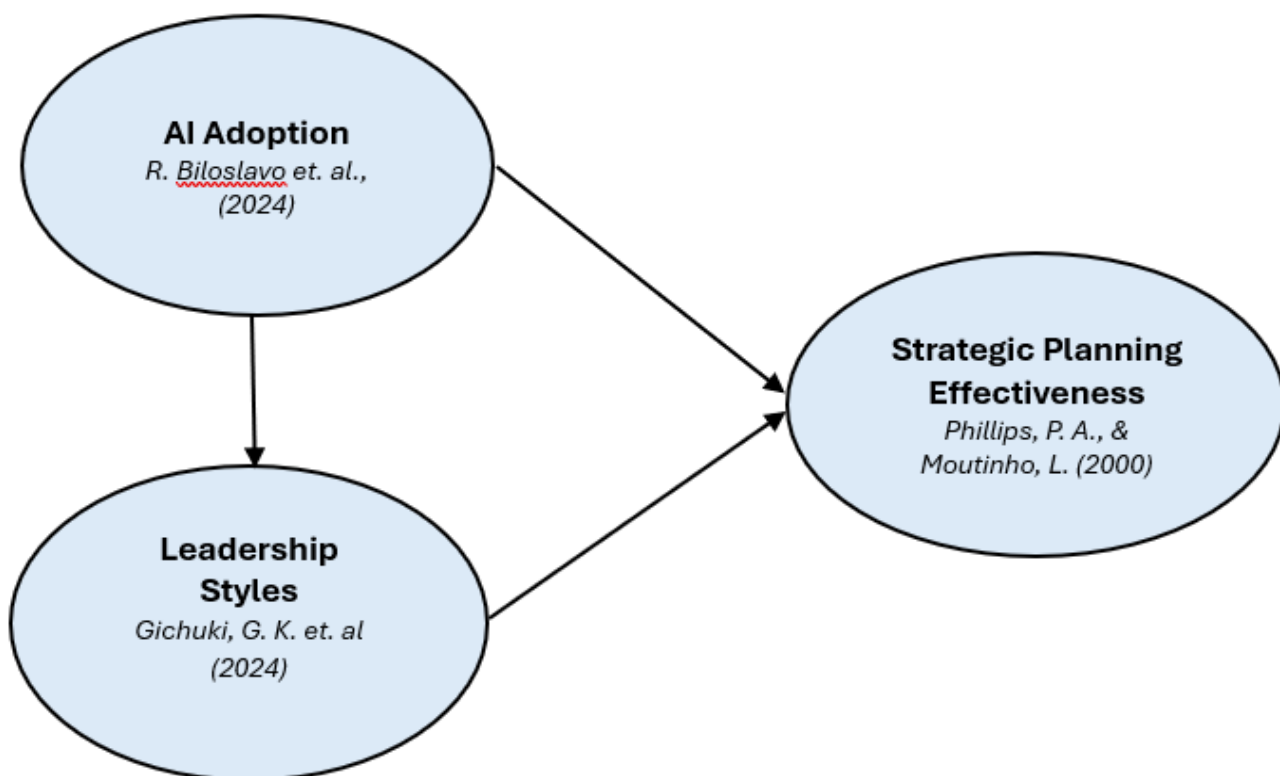 AI Adoption
R. Biloslavo et. al.,
(2024)
Strategic Planning
Effectiveness
Phillips, P. A., &
Moutinho, L. (2000)
Leadership
Styles
Gichuki, G. K. et. al
(2024)